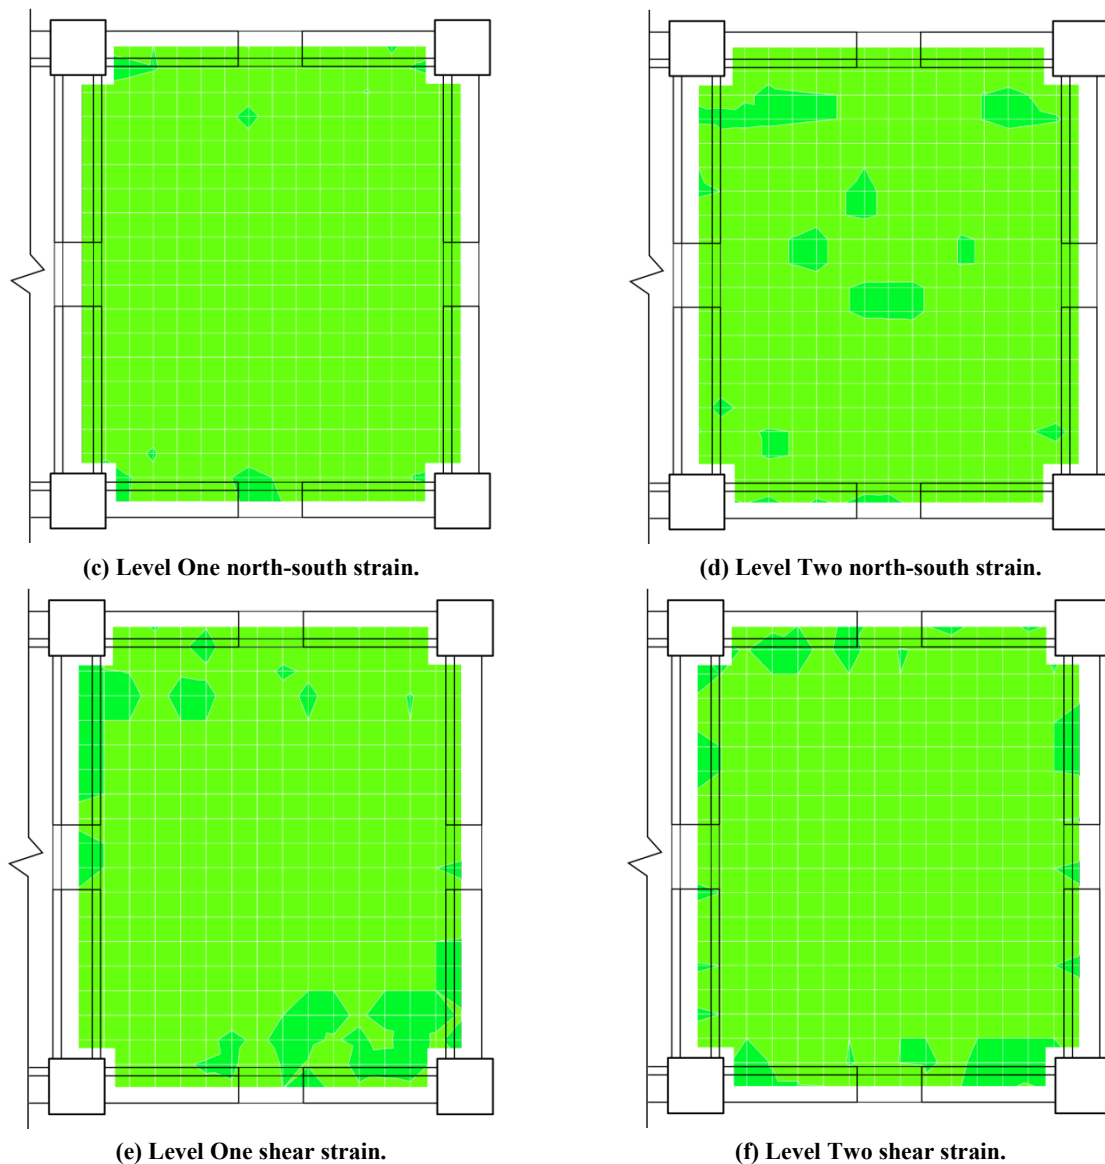 (c) Level One north-south strain.
(d) Level Two north-south strain.
(e) Level One shear strain.
(f) Level Two shear strain.